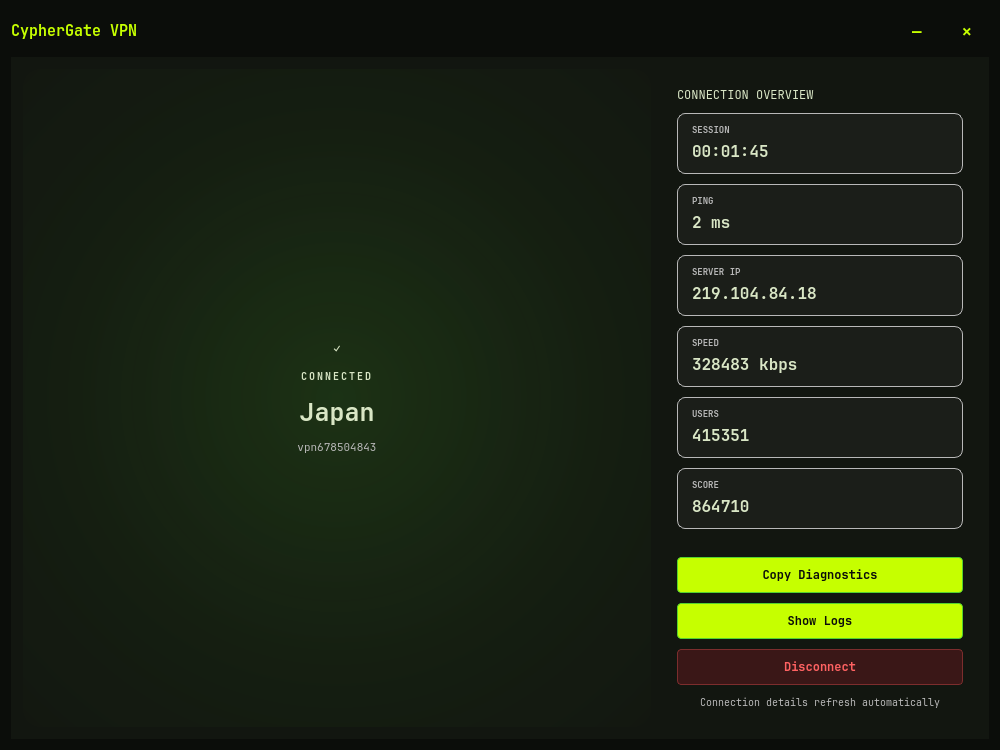 CypherGate VPN
– ×
✓
CONNECTED
Japan
vpn678504843
CONNECTION OVERVIEW
SESSION
00:01:45
PING
2 ms
SERVER IP
219.104.84.18
SPEED
328483 kbps
USERS
415351
SCORE
864710
Copy Diagnostics
Show Logs
Disconnect
Connection details refresh automatically